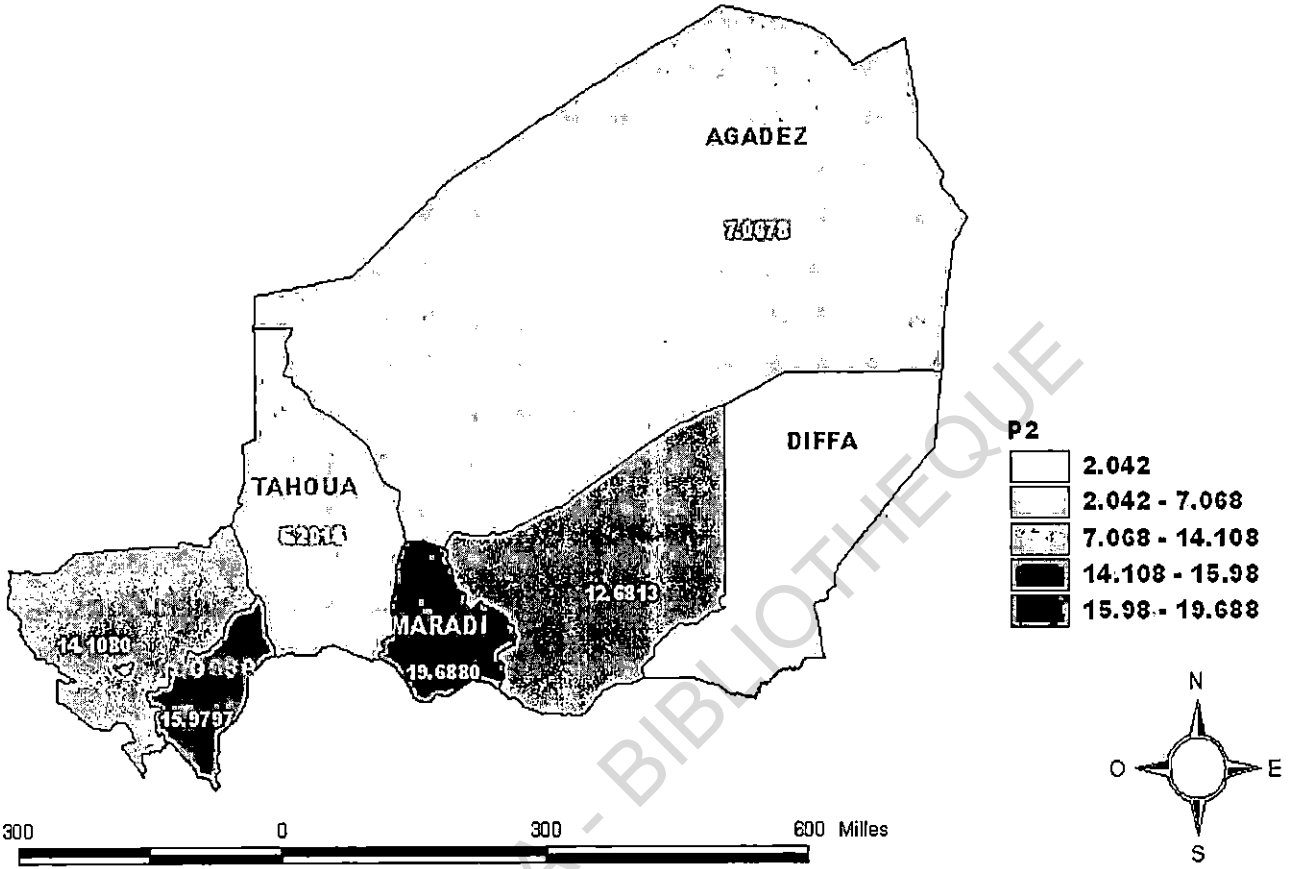 AGADEZ
7.0678
DIFFA
P2
2.042
2.042 - 7.068
7.068 - 14.108
14.108 - 15.98
15.98 - 19.688
TAHOUA
12.6813
MARADI
14.1080
19.6880
15.9797
N
O
E
S
300
0
300
600 Milles
- BIBLIOTHEQUE